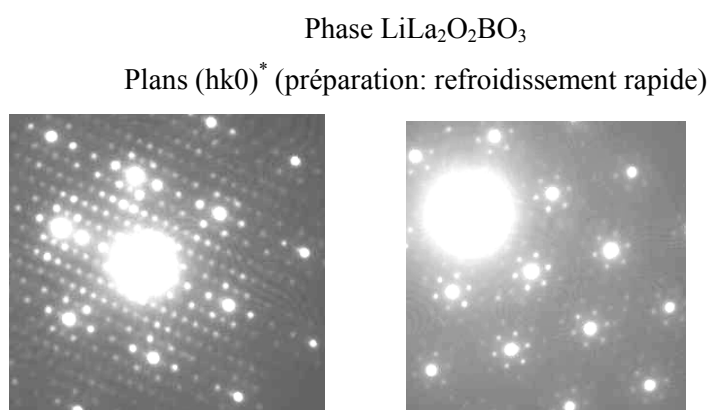 Phase LiLa₂O₂BO₃
Plans (hk0)* (préparation: refroidissement rapide)